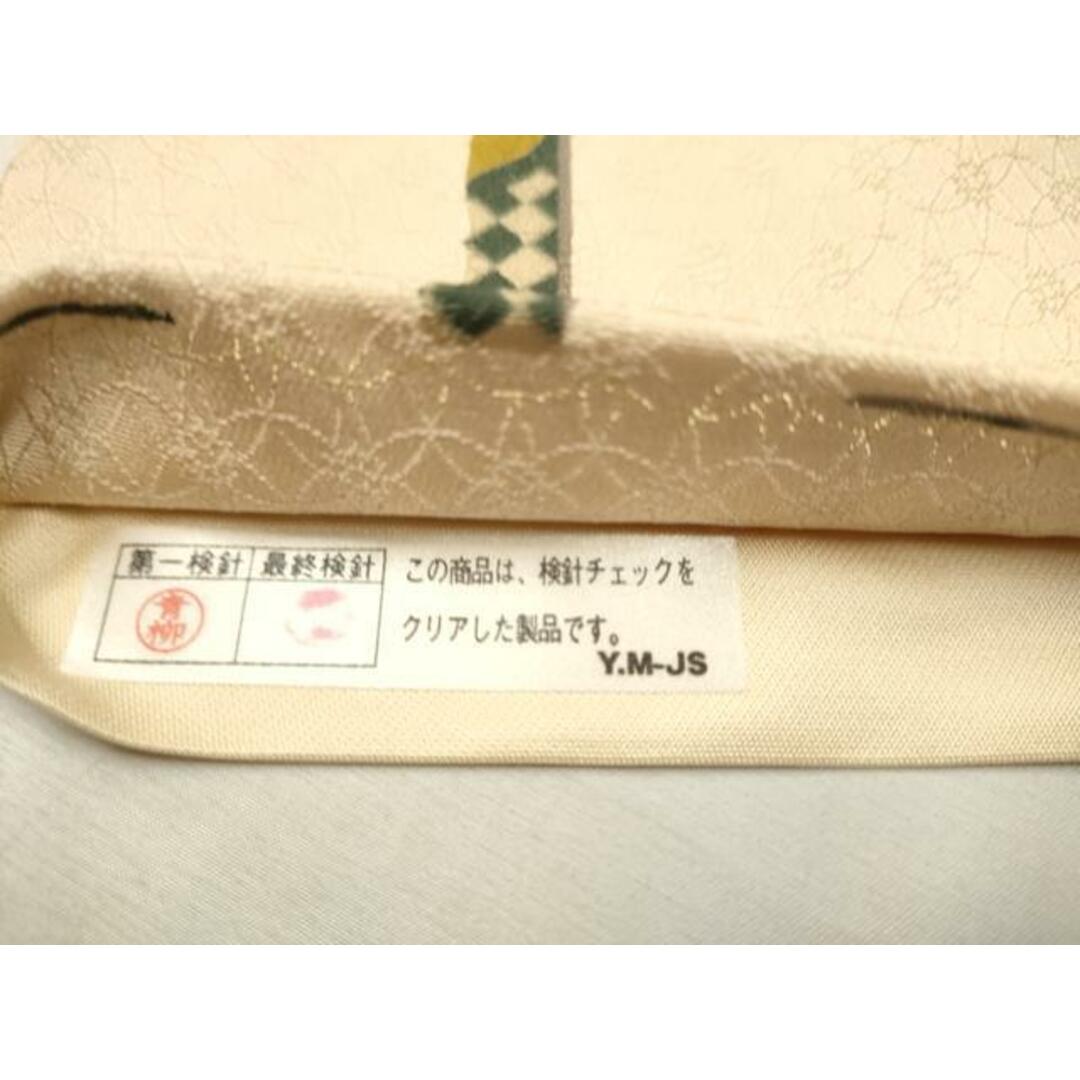 第一検針 最終検針
青柳
この商品は、検針チェックを
クリアした製品です。
Y.M-JS